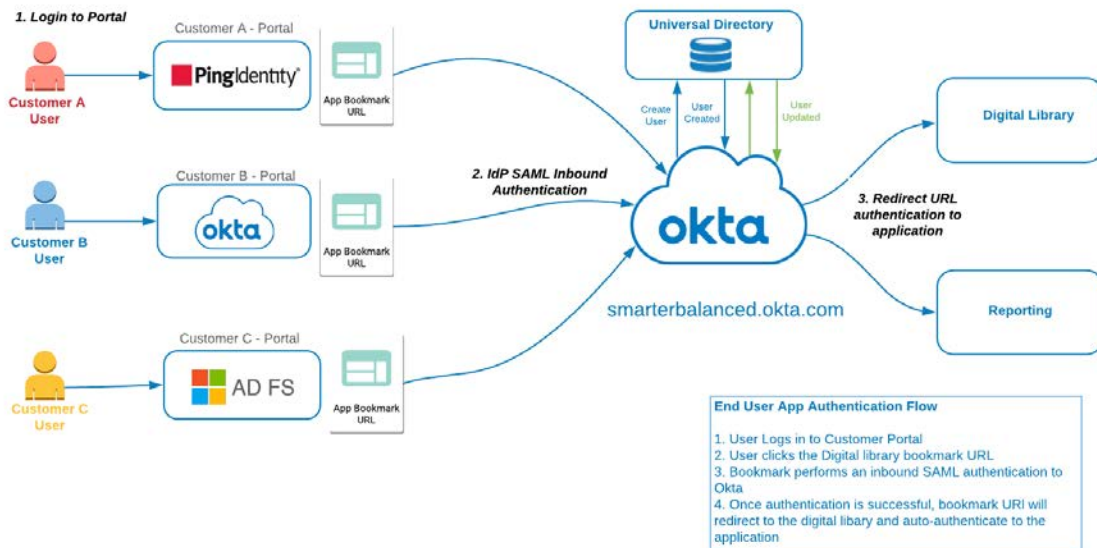 1. Login to Portal
Customer A - Portal
PingIdentity
App Bookmark
URL
Customer A
User
Customer B - Portal
okta
App Bookmark
URL
Customer B
User
Customer C - Portal
AD FS
App Bookmark
URL
Customer C
User
2. IdP SAML Inbound
Authentication
Universal Directory
Create
User
User
Created
User
Updated
okta
smarterbalanced.okta.com
3. Redirect URL
authentication to
application
Digital Library
Reporting
End User App Authentication Flow
1. User Logs in to Customer Portal
2. User clicks the Digital library bookmark URL
3. Bookmark performs an inbound SAML authentication to
Okta
4. Once authentication is successful, bookmark URI will
redirect to the digital libary and auto-authenticate to the
application